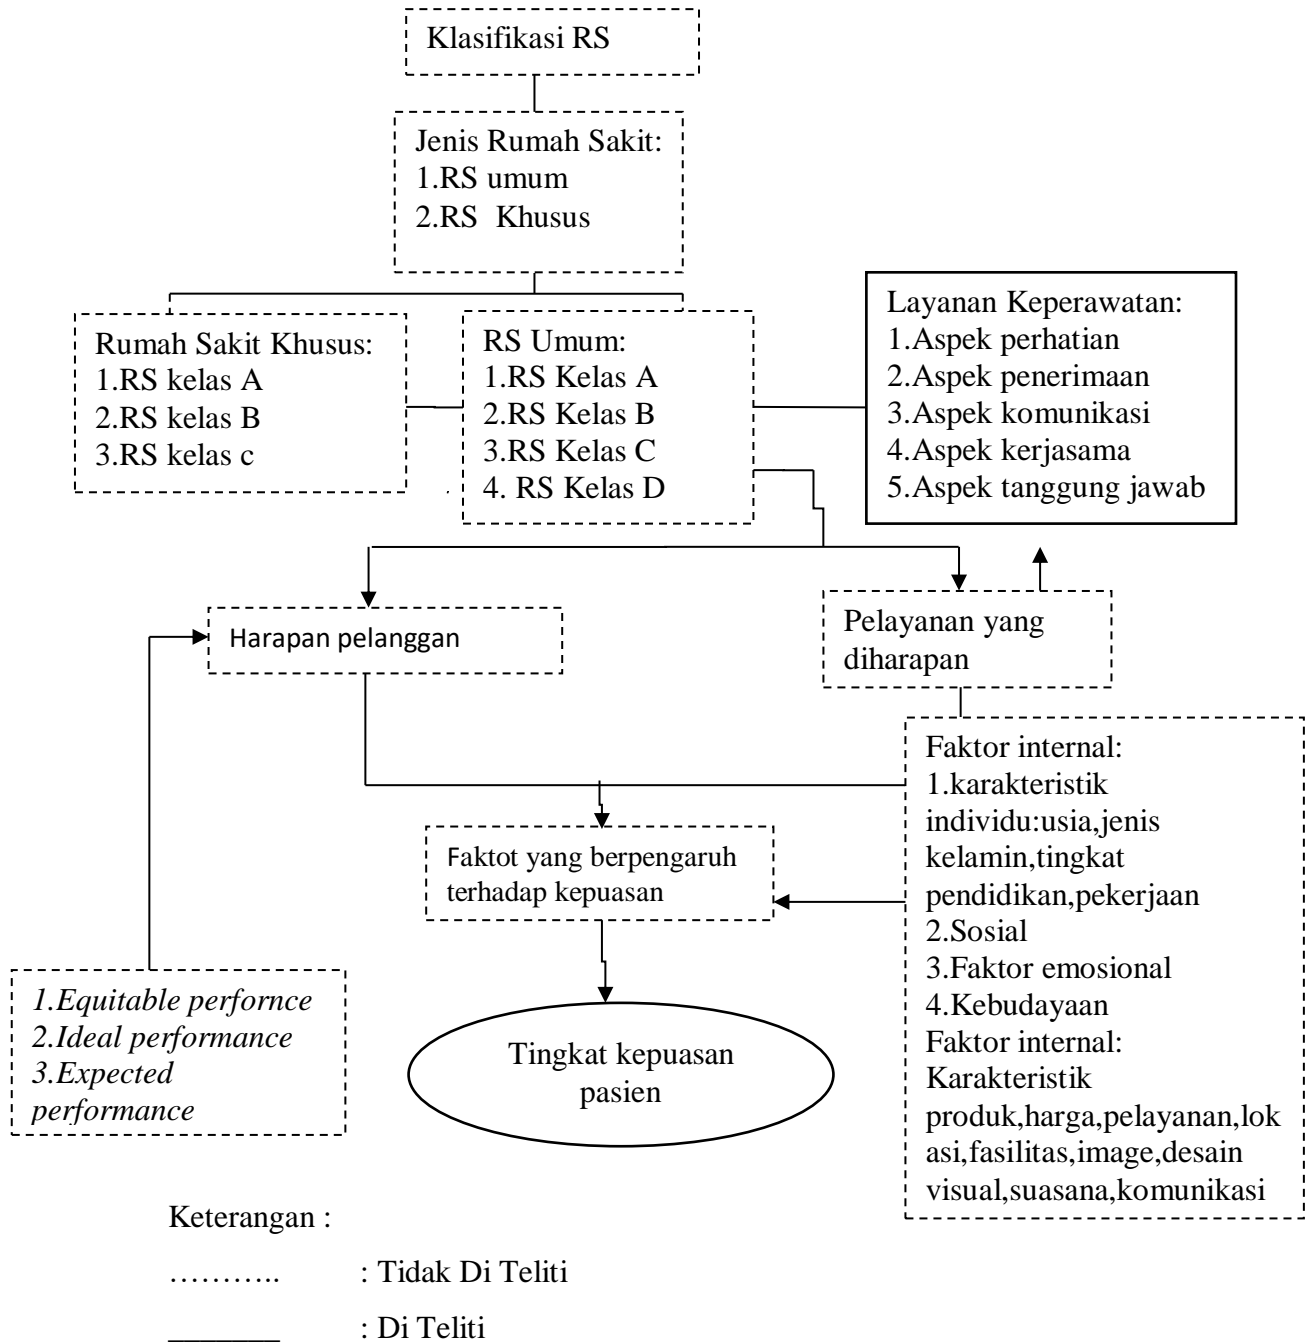 Klasifikasi RS
Jenis Rumah Sakit:
1.RS umum
2.RS Khusus
Rumah Sakit Khusus:
1.RS kelas A
2.RS kelas B
3.RS kelas c
RS Umum:
1.RS Kelas A
2.RS Kelas B
3.RS Kelas C
4. RS Kelas D
Layanan Keperawatan:
1.Aspek perhatian
2.Aspek penerimaan
3.Aspek komunikasi
4.Aspek kerjasama
5.Aspek tanggung jawab
Harapan pelanggan
Pelayanan yang
diharapan
Faktor internal:
1.karakteristik
individu:usia,jenis
kelamin,tingkat
pendidikan,pekerjaan
2.Sosial
3.Faktor emosional
4.Kebudayaan
Faktor internal:
Karakteristik
produk,harga,pelayanan,lok
asi,fasilitas,image,desain
visual,suasana,komunikasi
Faktot yang berpengaruh
terhadap kepuasan
1.Equitable perfornce
2.Ideal performance
3.Expected
performance
Tingkat kepuasan
pasien
Keterangan :
……….. : Tidak Di Teliti
_______ : Di Teliti